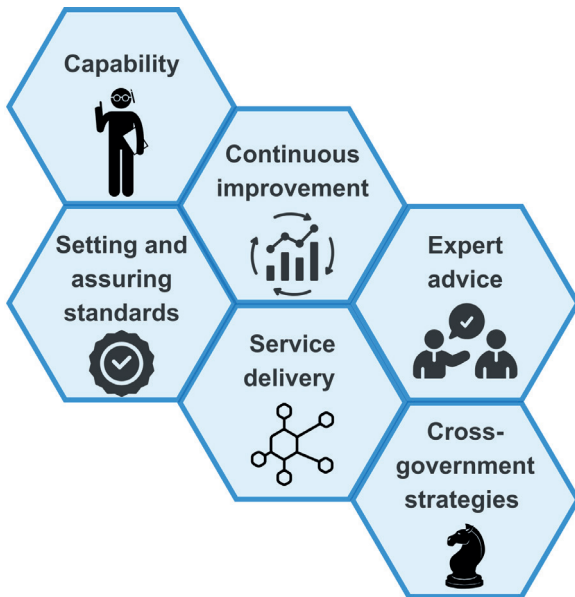 Capability
Continuous
improvement
Setting and
assuring
standards
Expert
advice
Service
delivery
Cross-
government
strategies